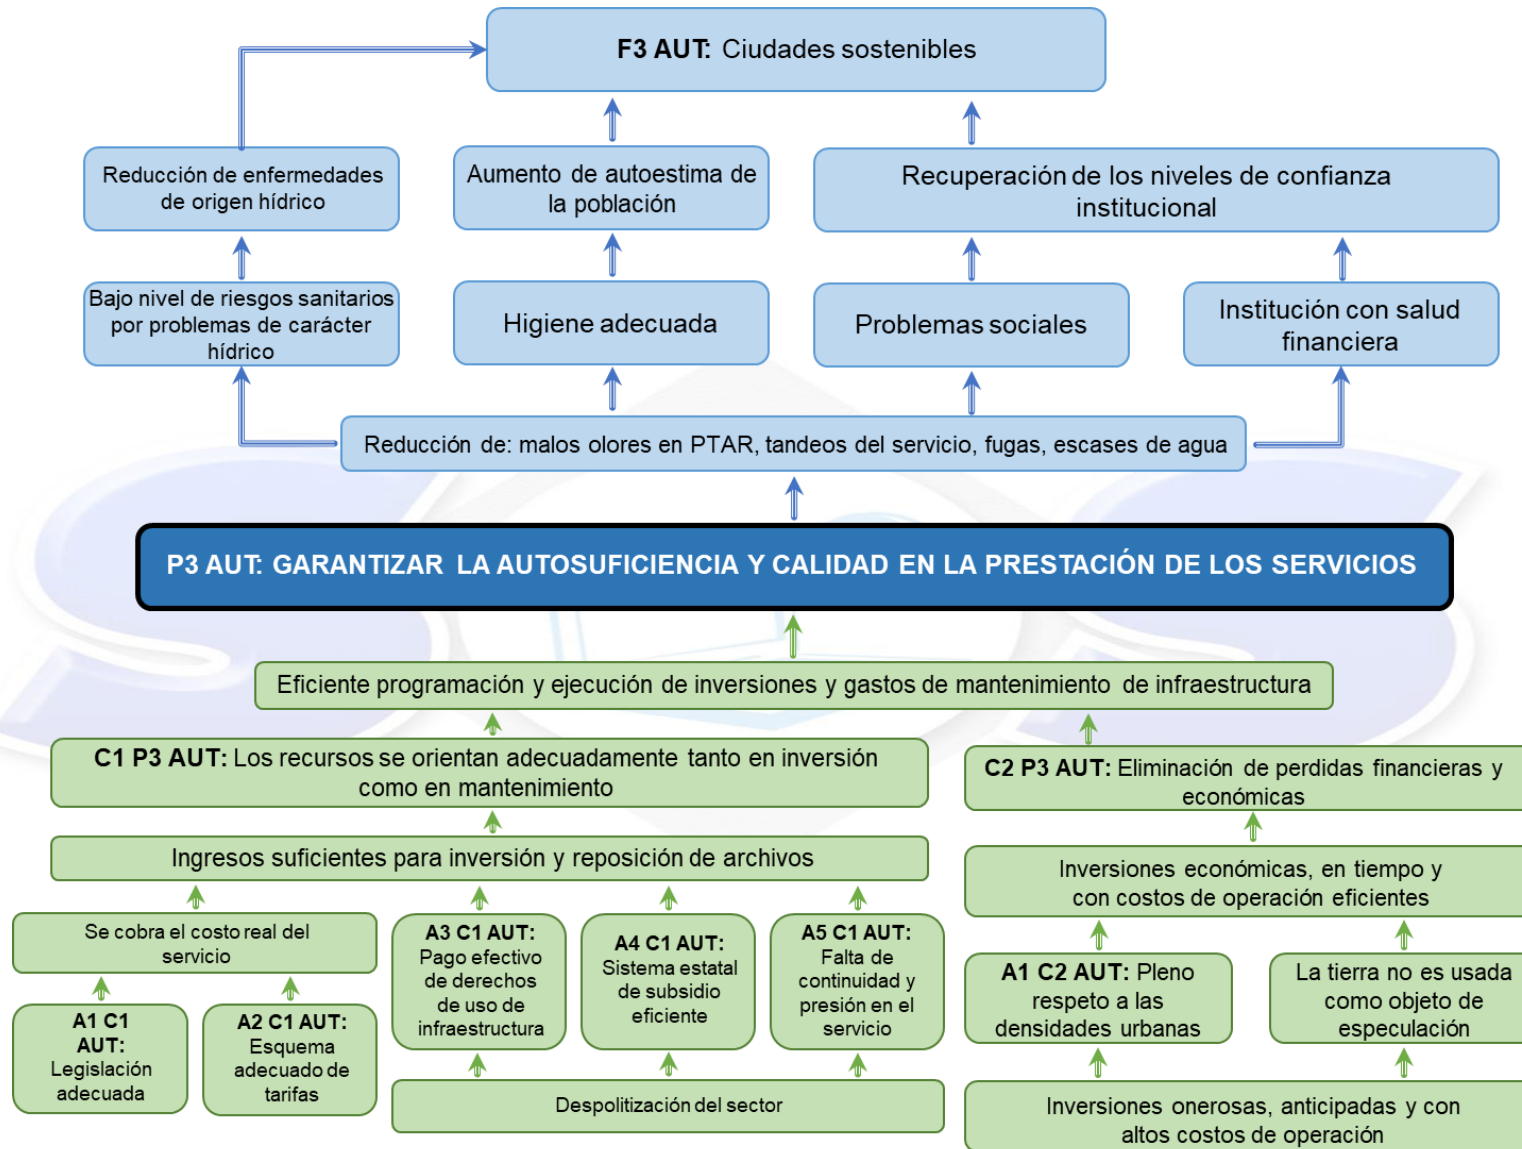 F3 AUT: Ciudades sostenibles
Reducción de enfermedades
de origen hídrico
Aumento de autoestima de
la población
Recuperación de los niveles de confianza
institucional
Bajo nivel de riesgos sanitarios
por problemas de carácter
hídrico
Higiene adecuada
Problemas sociales
Institución con salud
financiera
Reducción de: malos olores en PTAR, tandeos del servicio, fugas, escases de agua
P3 AUT: GARANTIZAR LA AUTOSUFICIENCIA Y CALIDAD EN LA PRESTACIÓN DE LOS SERVICIOS
Eficiente programación y ejecución de inversiones y gastos de mantenimiento de infraestructura
C1 P3 AUT: Los recursos se orientan adecuadamente tanto en inversión
como en mantenimiento
C2 P3 AUT: Eliminación de perdidas financieras y
económicas
Ingresos suficientes para inversión y reposición de archivos
Inversiones económicas, en tiempo y
con costos de operación eficientes
Se cobra el costo real del
servicio
A3 C1 AUT:
Pago efectivo
de derechos
de uso de
infraestructura
A4 C1 AUT:
Sistema estatal
de subsidio
eficiente
A5 C1 AUT:
Falta de
continuidad y
presión en el
servicio
A1 C2 AUT: Pleno
respeto a las
densidades urbanas
La tierra no es usada
como objeto de
especulación
A1 C1
AUT:
Legislación
adecuada
A2 C1 AUT:
Esquema
adecuado de
tarifas
Despolitización del sector
Inversiones onerosas, anticipadas y con
altos costos de operación